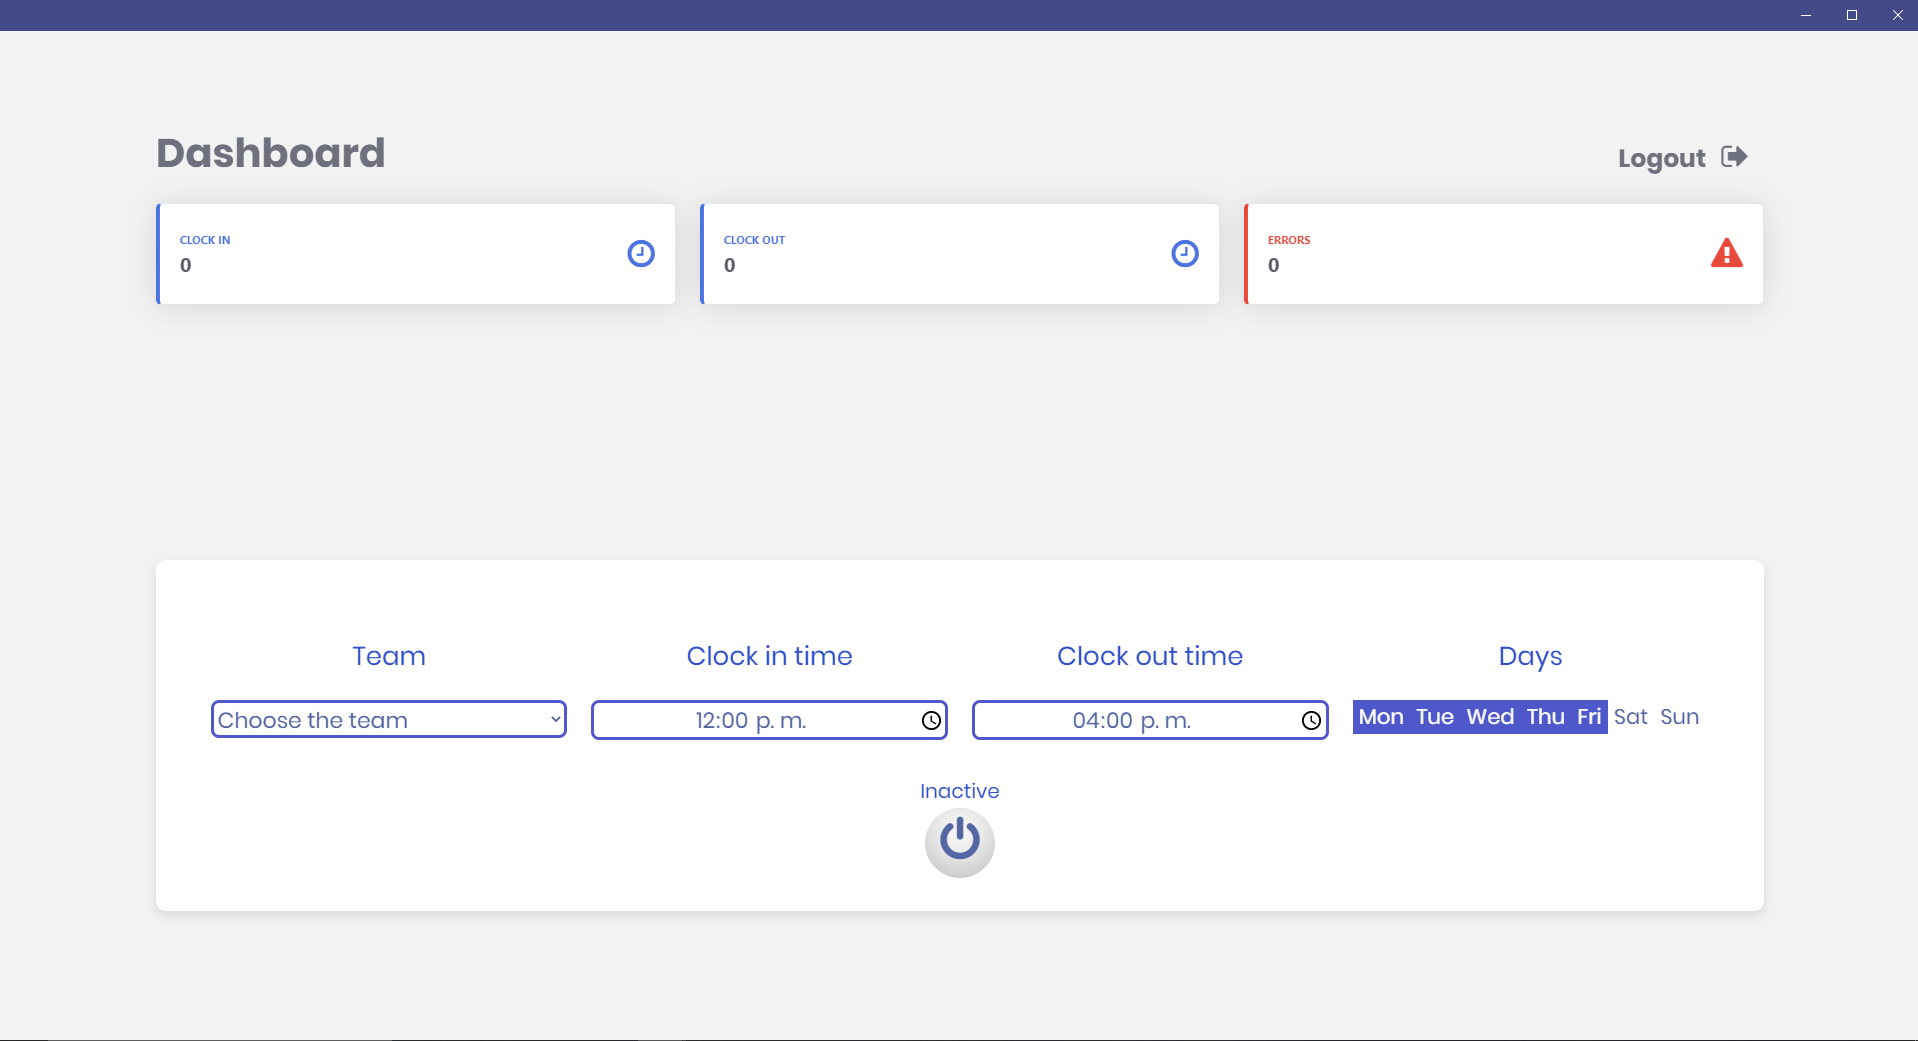 Dashboard
Logout
CLOCK IN
0
CLOCK OUT
0
ERRORS
0
Team
Clock in time
Clock out time
Days
Choose the team
12:00 p. m.
04:00 p. m.
Mon Tue Wed Thu Fri Sat Sun
Inactive